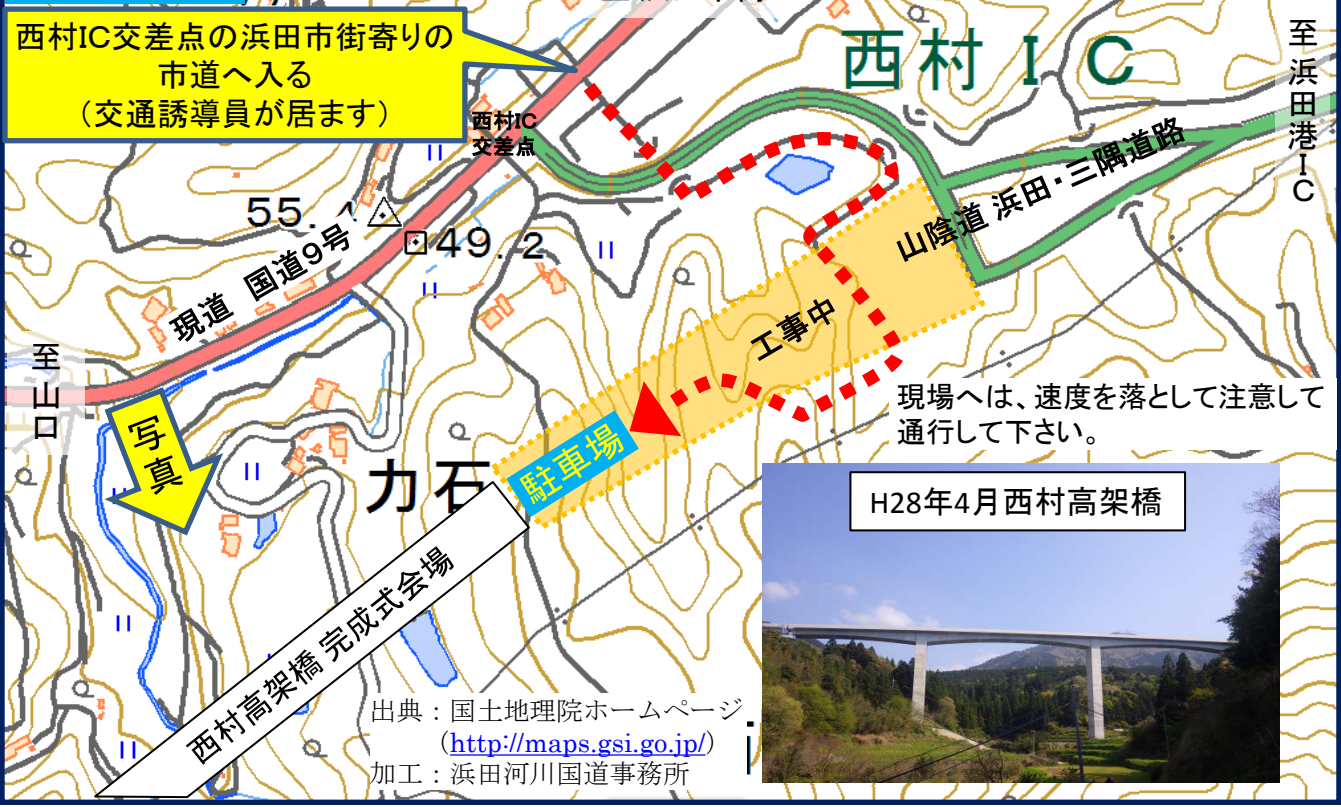 西村IC交差点の浜田市街寄りの
市道へ入る
(交通誘導員が居ます)
西村IC
交差点
西村IC
至浜田港IC
山陰道 浜田・三隅道路
55.4
49.2
現道 国道9号
至山口
写真
工事中
駐車場
力石
現場へは、速度を落として注意して
通行して下さい。
H28年4月西村高架橋
西村高架橋 完成式会場
出典：国土地理院ホームページ
(http://maps.gsi.go.jp/)
加工：浜田河川国道事務所